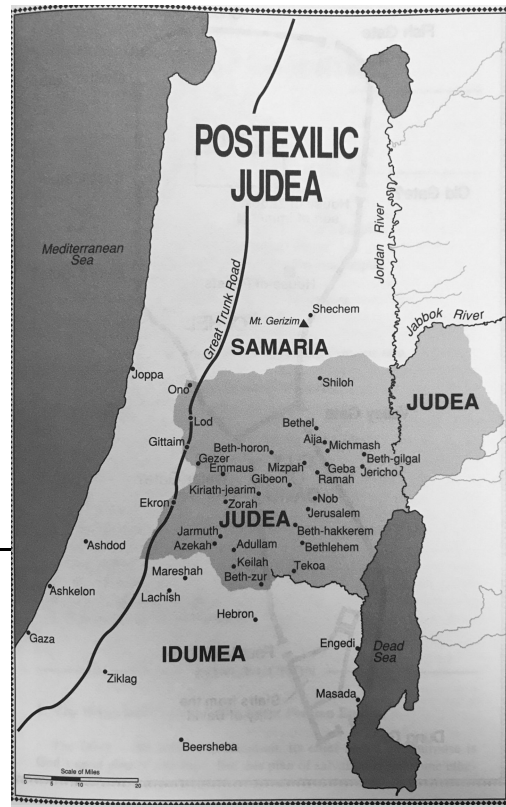 POSTEXILIC
JUDEA
Mediterranean
Sea
Great Trunk Road
Jordan River
Jabbok River
Shechem
Mt. Gerizim
SAMARIA
Joppa
Ono
Shiloh
JUDEA
Lod
Bethel
Gittaim
Aija
Michmash
Beth-horon
Beth-gilgal
Gezer
Mizpah
Geba
Jericho
Emmaus
Ramah
Gibeon
Kiriath-jearim
Nob
Ekron
Zorah
Jerusalem
JUDEA
Beth-hakkerem
Jarmuth
Ashdod
Azekah
Adullam
Bethlehem
Keilah
Mareshah
Tekoa
Beth-zur
Ashkelon
Lachish
Hebron
Gaza
IDUMEA
Engedi
Dead
Sea
Ziklag
Masada
Beersheba
Scale of Miles
0 5 10 20